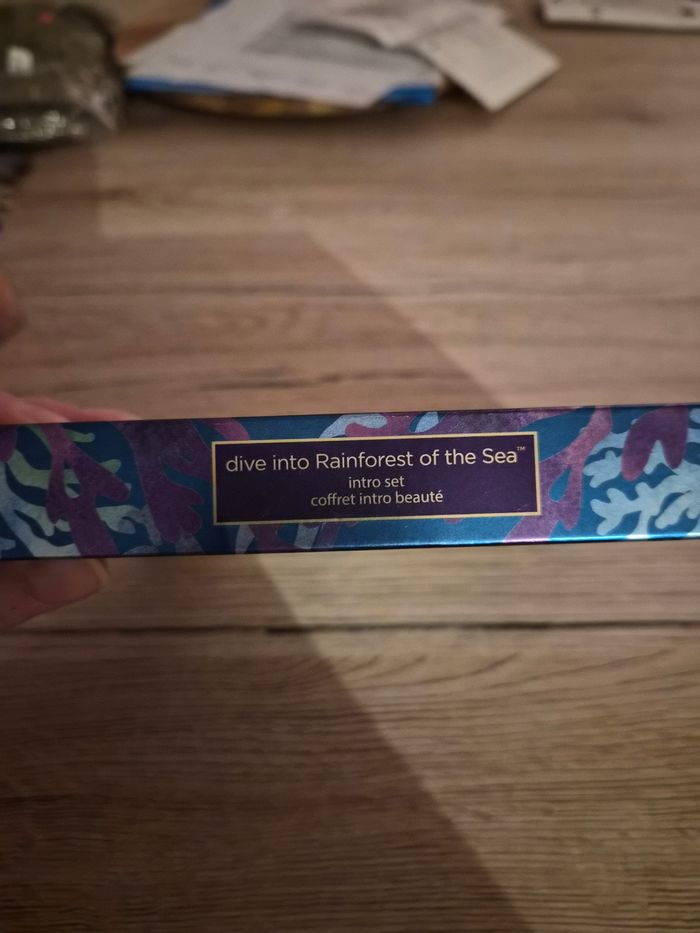 dive into Rainforest of the Sea™
intro set
coffret intro beauté